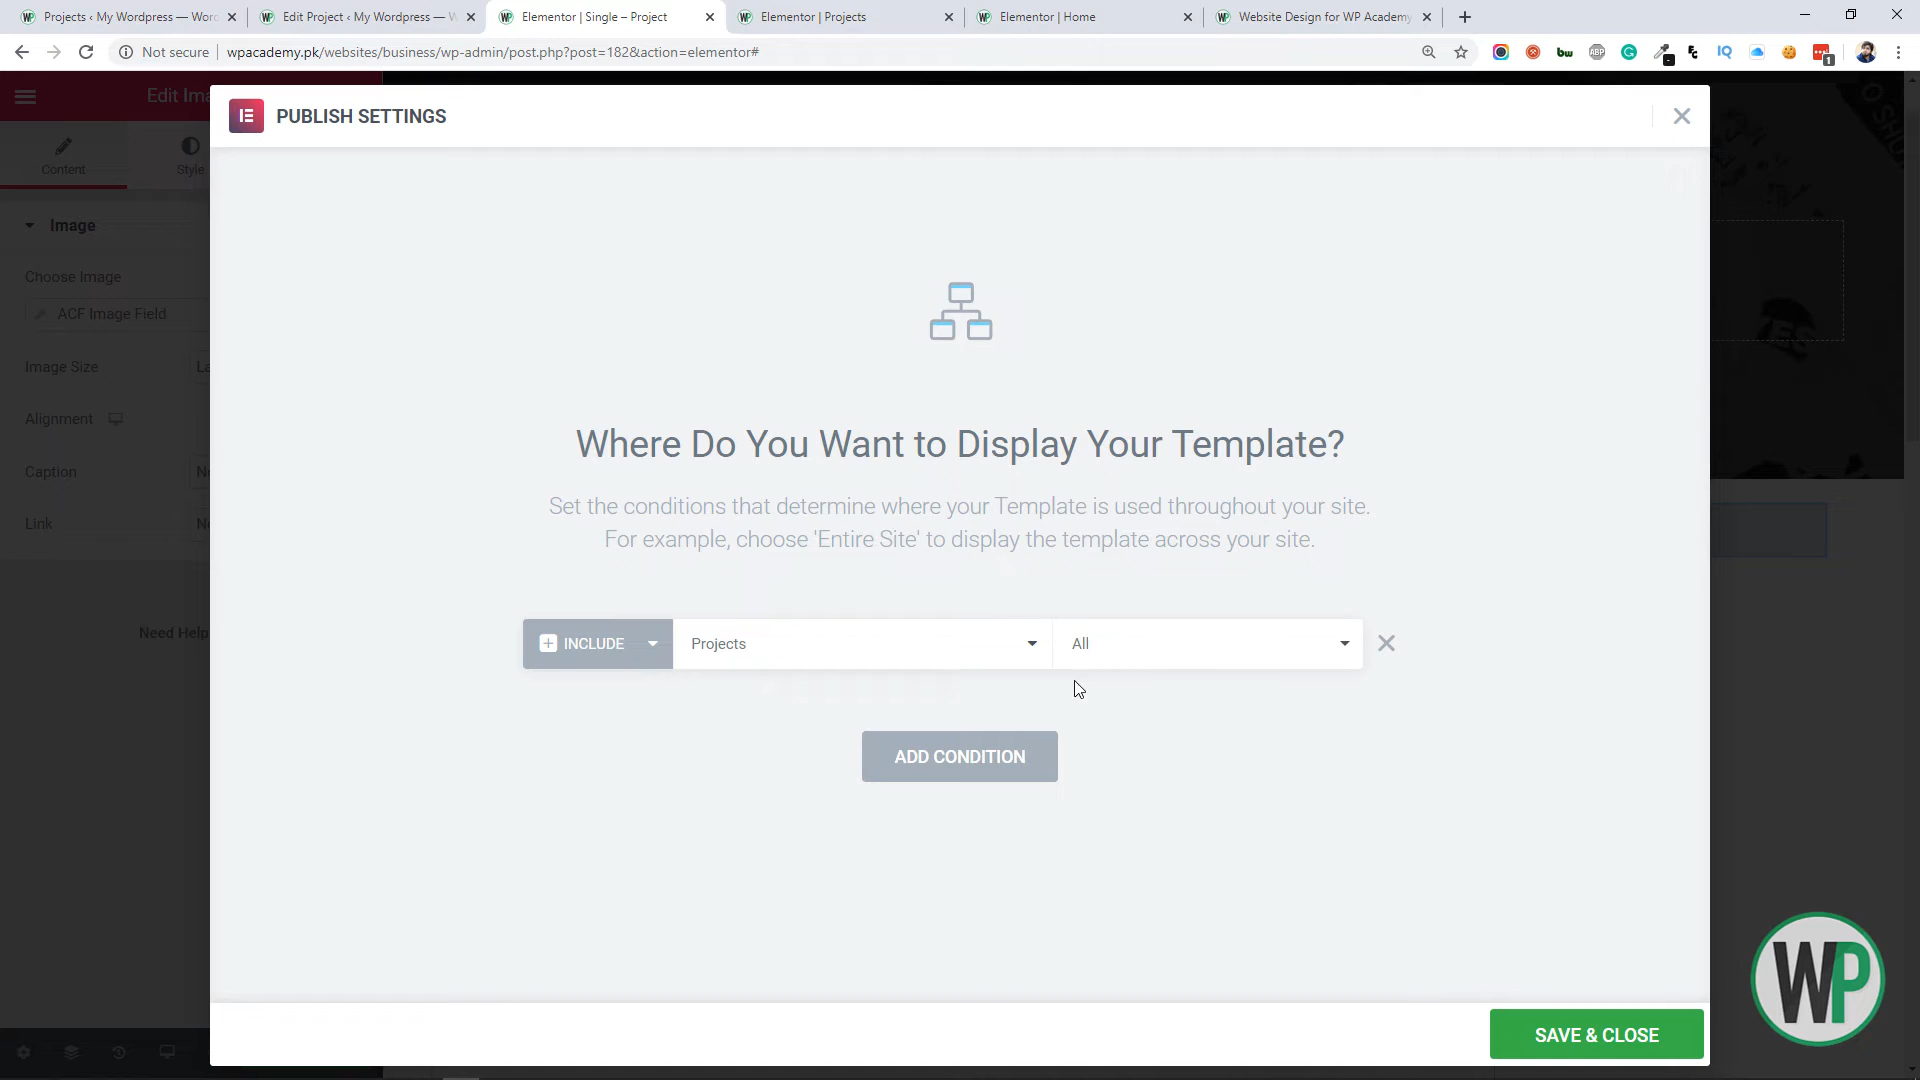 Projects ‹ My Wordpress — Wor
Edit Project ‹ My Wordpress — W
Elementor | Single – Project
Elementor | Projects
Elementor | Home
Website Design for WP Academy
Not secure
wpacademy.pk/websites/business/wp-admin/post.php?post=182&action=elementor#
Edit Ima
PUBLISH SETTINGS
Content
Style
Image
Choose Image
ACF Image Field
Image Size
La
Alignment
Caption
No
Link
No
Need Help
Where Do You Want to Display Your Template?
Set the conditions that determine where your Template is used throughout your site.
For example, choose 'Entire Site' to display the template across your site.
INCLUDE
Projects
All
ADD CONDITION
SAVE & CLOSE
WP